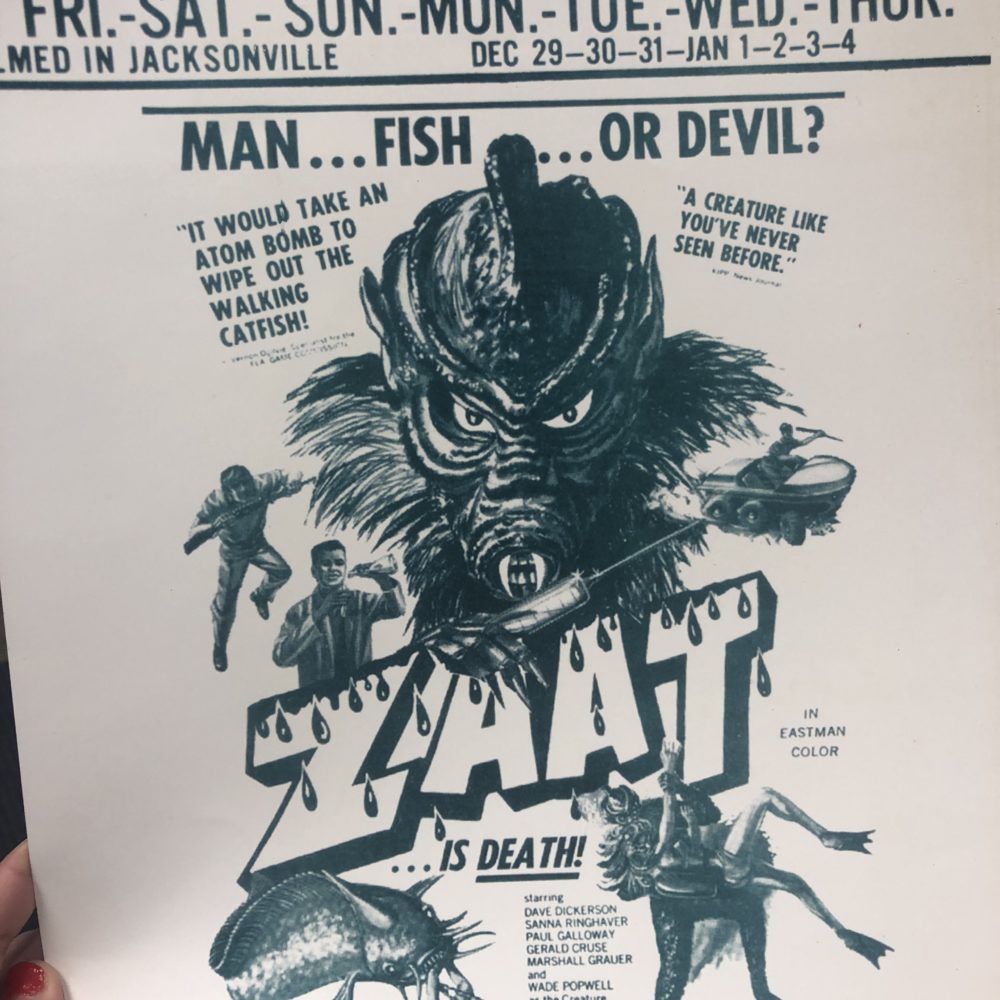 FRI.-SAT.-SUN.-MON.-TUE.-WED.-THUR.
LMED IN JACKSONVILLE DEC 29-30-31-JAN 1-2-3-4
MAN...FISH ...OR DEVIL?
"IT WOULD TAKE AN
ATOM BOMB TO
WIPE OUT THE
WALKING
CATFISH!
"A CREATURE LIKE
YOU'VE NEVER
SEEN BEFORE."
ZAAT
IN
EASTMAN
COLOR
...IS DEATH!
starring
DAVE DICKERSON
SANNA RINGHAVER
PAUL GALLOWAY
GERALD CRUSE
MARSHALL GRAUER
and
WADE POPWELL
as the Creature